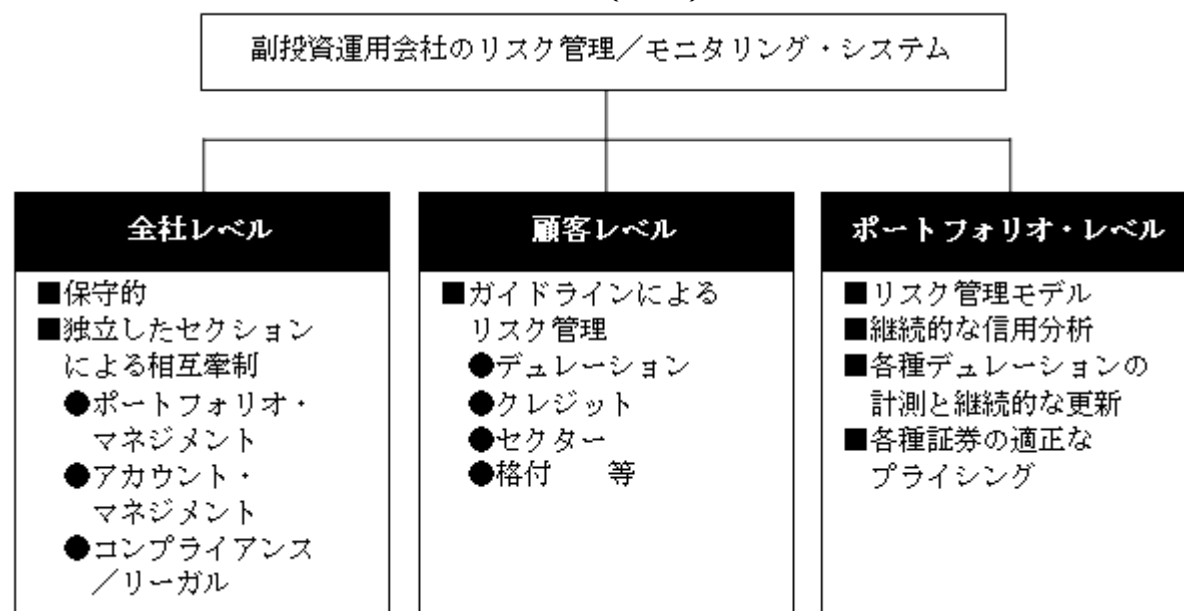 副投資運用会社のリスク管理／モニタリング・システム
全社レベル
■保守的
■独立したセクション
による相互牽制
●ポートフォリオ・
マネジメント
●アカウント・
マネジメント
●コンプライアンス
／リーガル
顧客レベル
■ガイドラインによる
リスク管理
●デュレーション
●クレジット
●セクター
●格付　等
ポートフォリオ・レベル
■リスク管理モデル
■継続的な信用分析
■各種デュレーションの
計測と継続的な更新
■各種証券の適正な
プライシング